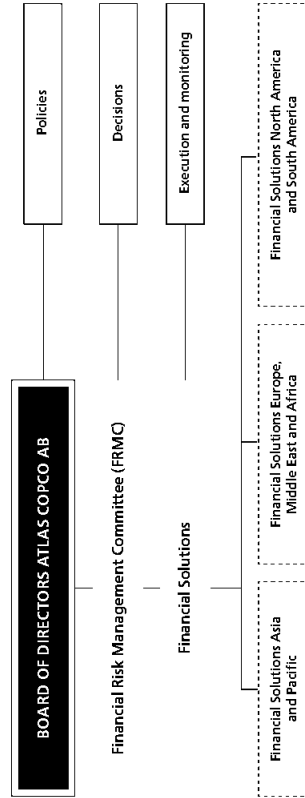 BOARD OF DIRECTORS ATLAS COPCO AB
Policies
Financial Risk Management Committee (FRMC)
Decisions
Financial Solutions
Execution and monitoring
Financial Solutions Asia
and Pacific
Financial Solutions Europe,
Middle East and Africa
Financial Solutions North America
and South America